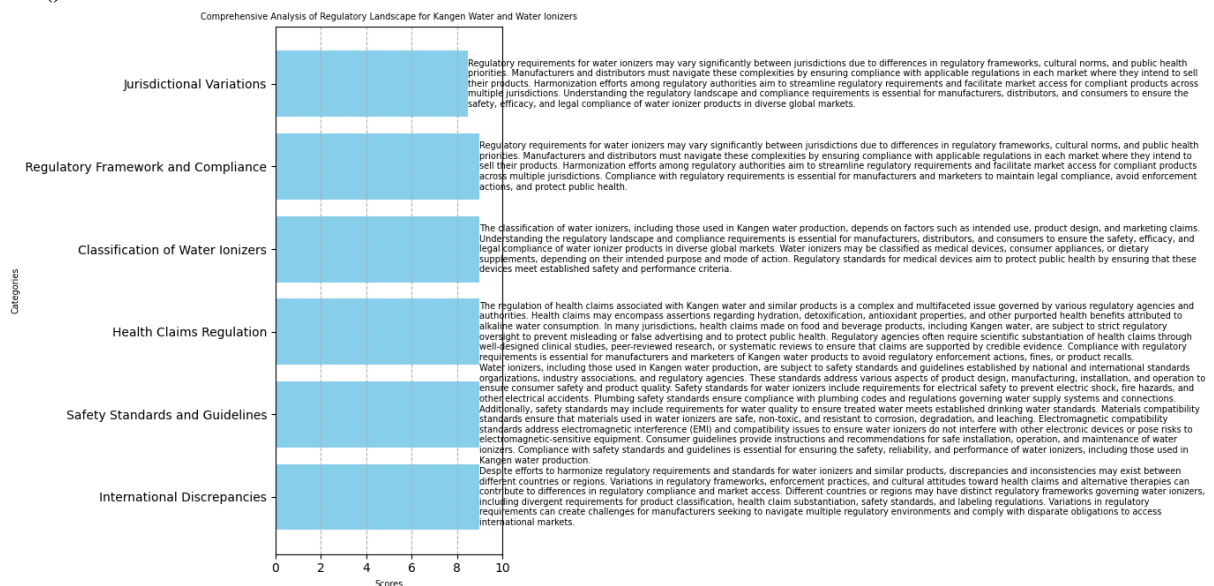 ()
Comprehensive Analysis of Regulatory Landscape for Kangen Water and Water Ionizers
Jurisdictional Variations
Regulatory requirements for water ionizers may vary significantly between jurisdictions due to differences in regulatory frameworks, cultural norms, and public health
priorities. Manufacturers and distributors must navigate these complexities by ensuring compliance with applicable regulations in each market where they intend to sell
their products. Harmonization efforts among regulatory authorities aim to streamline regulatory requirements and facilitate market access for compliant products across
multiple jurisdictions. Understanding the regulatory landscape and compliance requirements is essential for manufacturers, distributors, and consumers to ensure the
safety, efficacy, and legal compliance of water ionizer products in diverse global markets.
Regulatory Framework and Compliance
Regulatory requirements for water ionizers may vary significantly between jurisdictions due to differences in regulatory frameworks, cultural norms, and public health
priorities. Manufacturers and distributors must navigate these complexities by ensuring compliance with applicable regulations in each market where they intend to
sell their products. Harmonization efforts among regulatory authorities aim to streamline regulatory requirements and facilitate market access for compliant products
across multiple jurisdictions. Compliance with regulatory requirements is essential for manufacturers and marketers to maintain legal compliance, avoid enforcement
actions, and protect public health.
Classification of Water Ionizers
The classification of water ionizers, including those used in Kangen water production, depends on factors such as intended use, product design, and marketing claims.
Understanding the regulatory landscape and compliance requirements is essential for manufacturers, distributors, and consumers to ensure the safety, efficacy, and
legal compliance of water ionizer products in diverse global markets. Water ionizers may be classified as medical devices, consumer appliances, or dietary
supplements, depending on their intended purpose and mode of action. Regulatory standards for medical devices aim to protect public health by ensuring that these
devices meet established safety and performance criteria.
Health Claims Regulation
The regulation of health claims associated with Kangen water and similar products is a complex and multifaceted issue governed by various regulatory agencies and
authorities. Health claims may encompass assertions regarding hydration, detoxification, antioxidant properties, and other purported health benefits attributed to
alkaline water consumption. In many jurisdictions, health claims made on food and beverage products, including Kangen water, are subject to strict regulatory
oversight to prevent misleading or false advertising and to protect public health. Regulatory agencies often require scientific substantiation of health claims through
well-designed clinical studies, peer-reviewed research, or systematic reviews to ensure that claims are supported by credible evidence. Compliance with regulatory
requirements is essential for manufacturers and marketers of Kangen water products to avoid regulatory enforcement actions, fines, or product recalls.
Safety Standards and Guidelines
Water ionizers, including those used in Kangen water production, are subject to safety standards and guidelines established by national and international standards
organizations, industry associations, and regulatory agencies. These standards address various aspects of product design, manufacturing, installation, and operation to
ensure consumer safety and product quality. Safety standards for water ionizers include requirements for electrical safety to prevent electric shock, fire hazards, and
other electrical accidents. Plumbing safety standards ensure compliance with plumbing codes and regulations governing water supply systems and connections.
Additionally, safety standards may include requirements for water quality to ensure treated water meets established drinking water standards. Materials compatibility
standards ensure that materials used in water ionizers are safe, non-toxic, and resistant to corrosion, degradation, and leaching. Electromagnetic compatibility
standards address electromagnetic interference (EMI) and compatibility issues to ensure water ionizers do not interfere with other electronic devices or pose risks to
electromagnetic-sensitive equipment. Consumer guidelines provide instructions and recommendations for safe installation, operation, and maintenance of water
ionizers. Compliance with safety standards and guidelines is essential for ensuring the safety, reliability, and performance of water ionizers, including those used in
Kangen water production.
International Discrepancies
Despite efforts to harmonize regulatory requirements and standards for water ionizers and similar products, discrepancies and inconsistencies may exist between
different countries or regions. Variations in regulatory frameworks, enforcement practices, and cultural attitudes toward health claims and alternative therapies can
contribute to differences in regulatory compliance and market access. Different countries or regions may have distinct regulatory frameworks governing water ionizers,
including divergent requirements for product classification, health claim substantiation, safety standards, and labeling regulations. Variations in regulatory
requirements can create challenges for manufacturers seeking to navigate multiple regulatory environments and comply with disparate obligations to access
international markets.
Categories
0 2 4 6 8 10
Scores